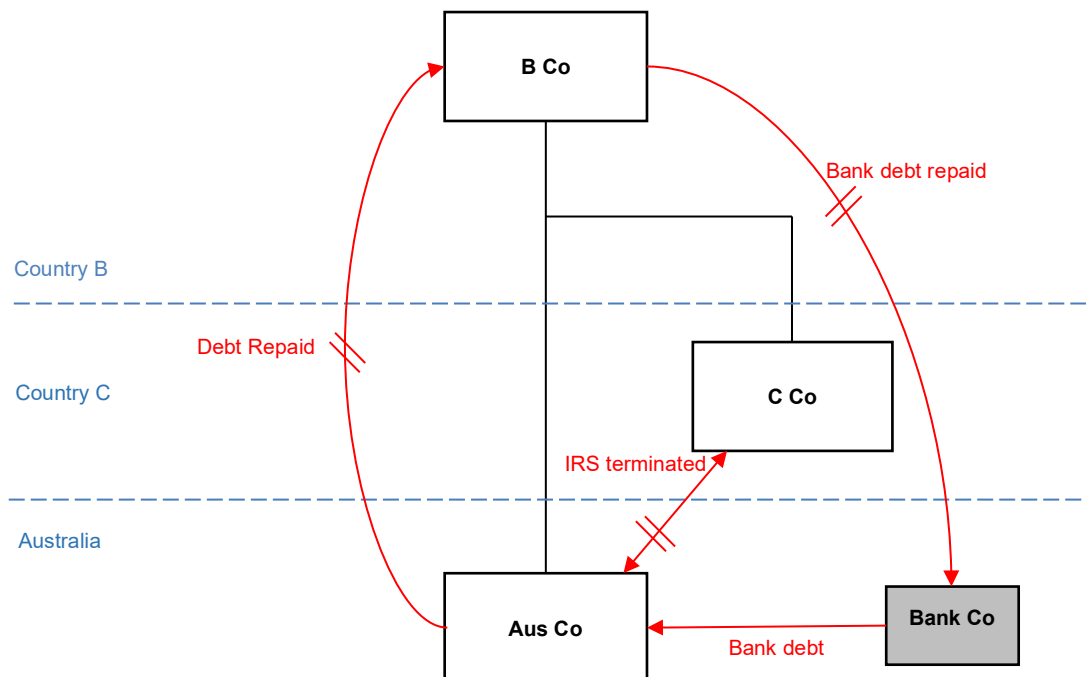 B Co
Bank debt repaid
Country B
Debt Repaid
Country C
C Co
IRS terminated
Australia
Aus Co
Bank Co
Bank debt